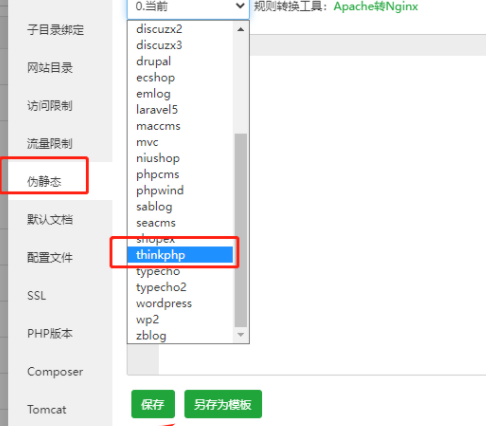 0.当前 规则转换工具：Apache转Nginx
子目录绑定
网站目录
访问限制
流量限制
伪静态
默认文档
配置文件
SSL
PHP版本
Composer
Tomcat
discuzx2
discuzx3
drupal
ecshop
emlog
laravel5
maccms
mvc
niushop
phpcms
phpwind
sablog
seacms
shopex
thinkphp
typecho
typecho2
wordpress
wp2
zblog
保存 另存为模板